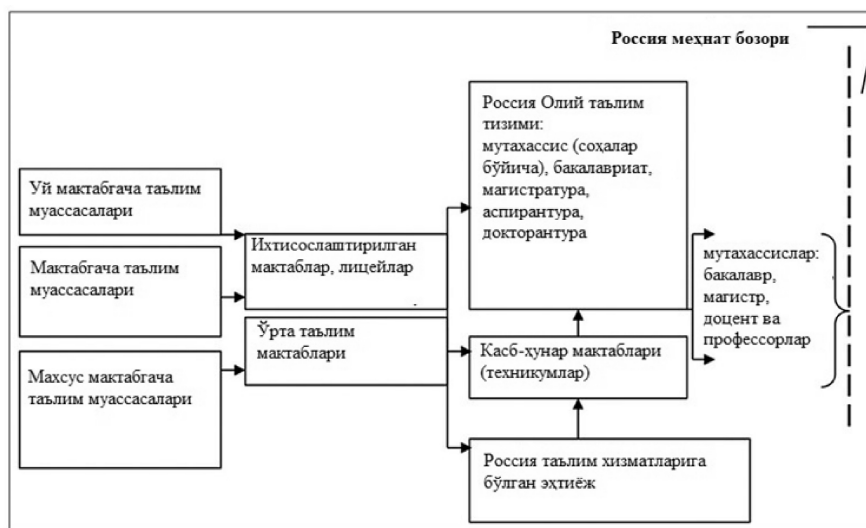 Россия меҳнат бозори
Уй мактабгача таълим
муассасалари
Мактабгача таълим
муассасалари
Махсус мактабгача
таълим муассасалари
Ихтисослаштирилган
мактаблар, лицейлар
Ўрта таълим
мактаблари
Россия Олий таълим
тизими:
мутахассис (соҳалар
бўйича), бакалавриат,
магистратура,
аспирантура,
докторантура
Касб-ҳунар мактаблари
(техникумлар)
Россия таълим хизматларига
бўлган эҳтиёж
мутахассислар:
бакалавр,
магистр,
доцент ва
профессорлар